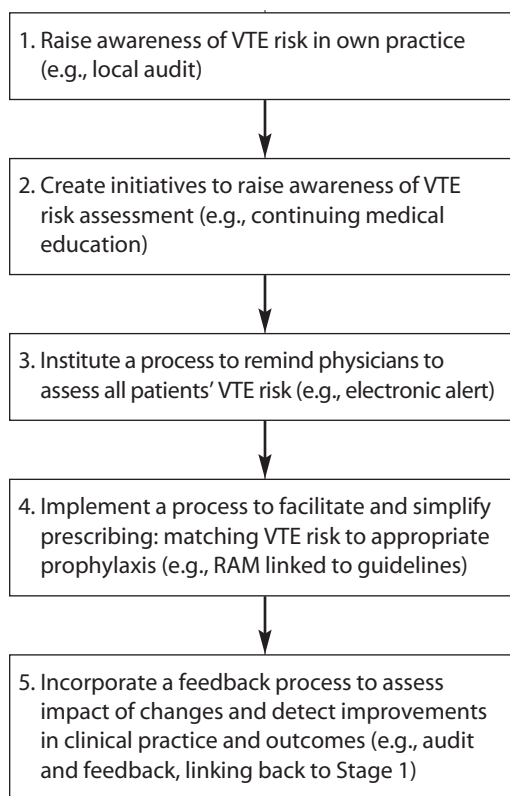 1. Raise awareness of VTE risk in own practice
(e.g., local audit)
2. Create initiatives to raise awareness of VTE
risk assessment (e.g., continuing medical
education)
3. Institute a process to remind physicians to
assess all patients’ VTE risk (e.g., electronic alert)
4. Implement a process to facilitate and simplify
prescribing: matching VTE risk to appropriate
prophylaxis (e.g., RAM linked to guidelines)
5. Incorporate a feedback process to assess
impact of changes and detect improvements
in clinical practice and outcomes (e.g., audit
and feedback, linking back to Stage 1)